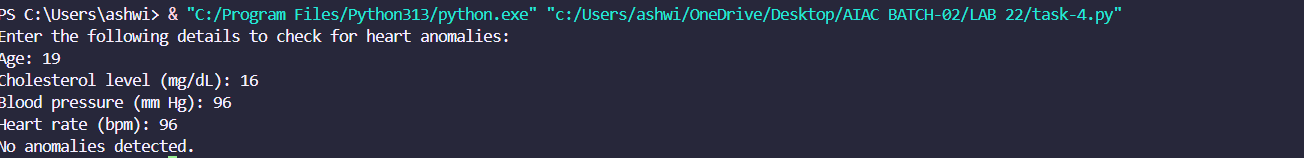 PS C:\Users\ashwi> & "C:/Program Files/Python313/python.exe" "c:/Users/ashwi/OneDrive/Desktop/AIAC BATCH-02/LAB 22/task-4.py"
Enter the following details to check for heart anomalies:
Age: 19
Cholesterol level (mg/dL): 16
Blood pressure (mm Hg): 96
Heart rate (bpm): 96
No anomalies detected.